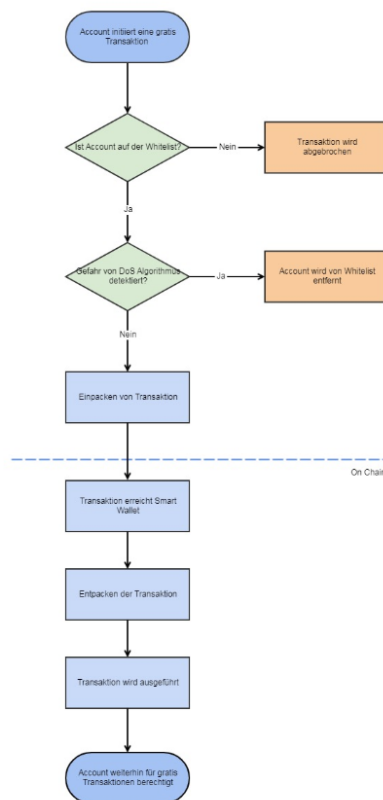 Account initiiert eine gratis
Transaktion
Ist Account auf der Whitelist?
Nein
Transaktion wird
abgebrochen
Ja
Gefahr von DoS Algorithmus
detektiert?
Ja
Account wird von Whitelist
entfernt
Nein
Einpacken von Transaktion
On Chain
Transaktion erreicht Smart
Wallet
Entpacken der Transaktion
Transaktion wird ausgeführt
Account weiterhin für gratis
Transaktionen berechtigt